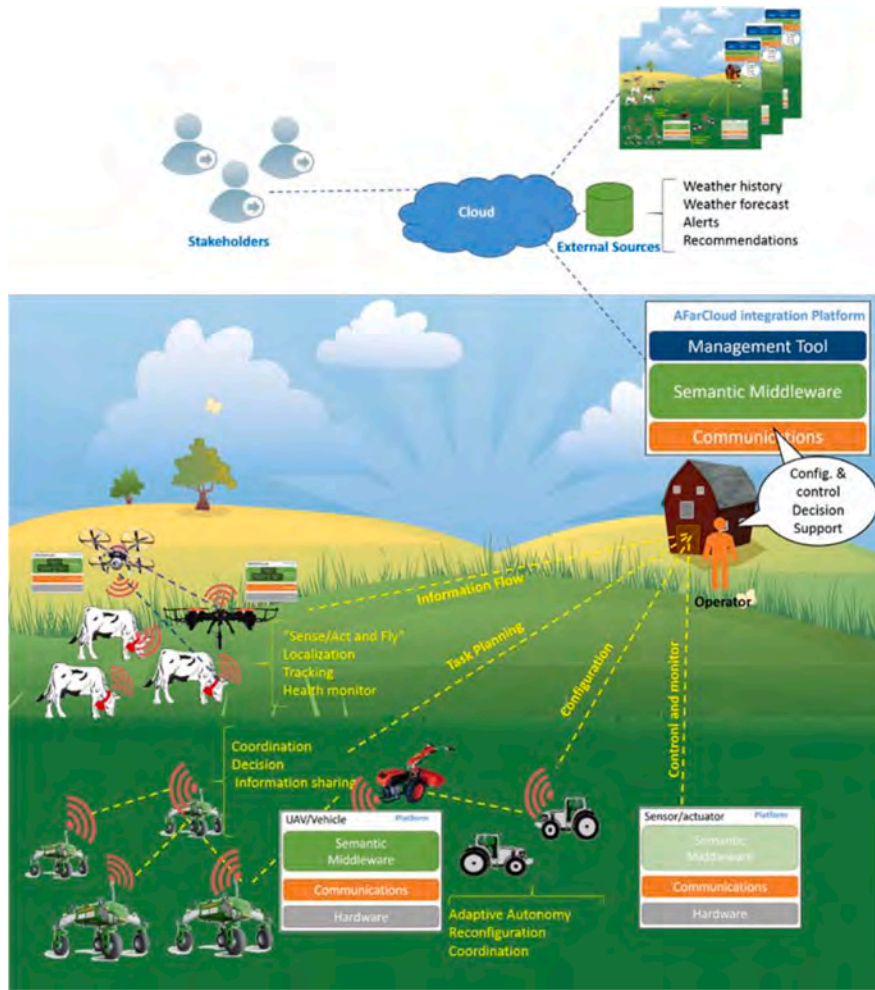 Stakeholders
Cloud
External Sources
Weather history
Weather forecast
Alerts
Recommendations
AFarCloud integration Platform
Management Tool
Semantic Middleware
Communications
Config. &
control
Decision
Support
Operator
Information Flow
Task Planning
Configuration
Controni and monitor
"Sense/Act and Fly"
Localization
Tracking
Health monitor
Coordination
Decision
Information sharing
UAV/Vehicle
Platform
Semantic
Middleware
Communications
Hardware
Sensor/actuator
Platform
Semantic
Middleware
Communications
Hardware
Adaptive Autonomy
Reconfiguration
Coordination